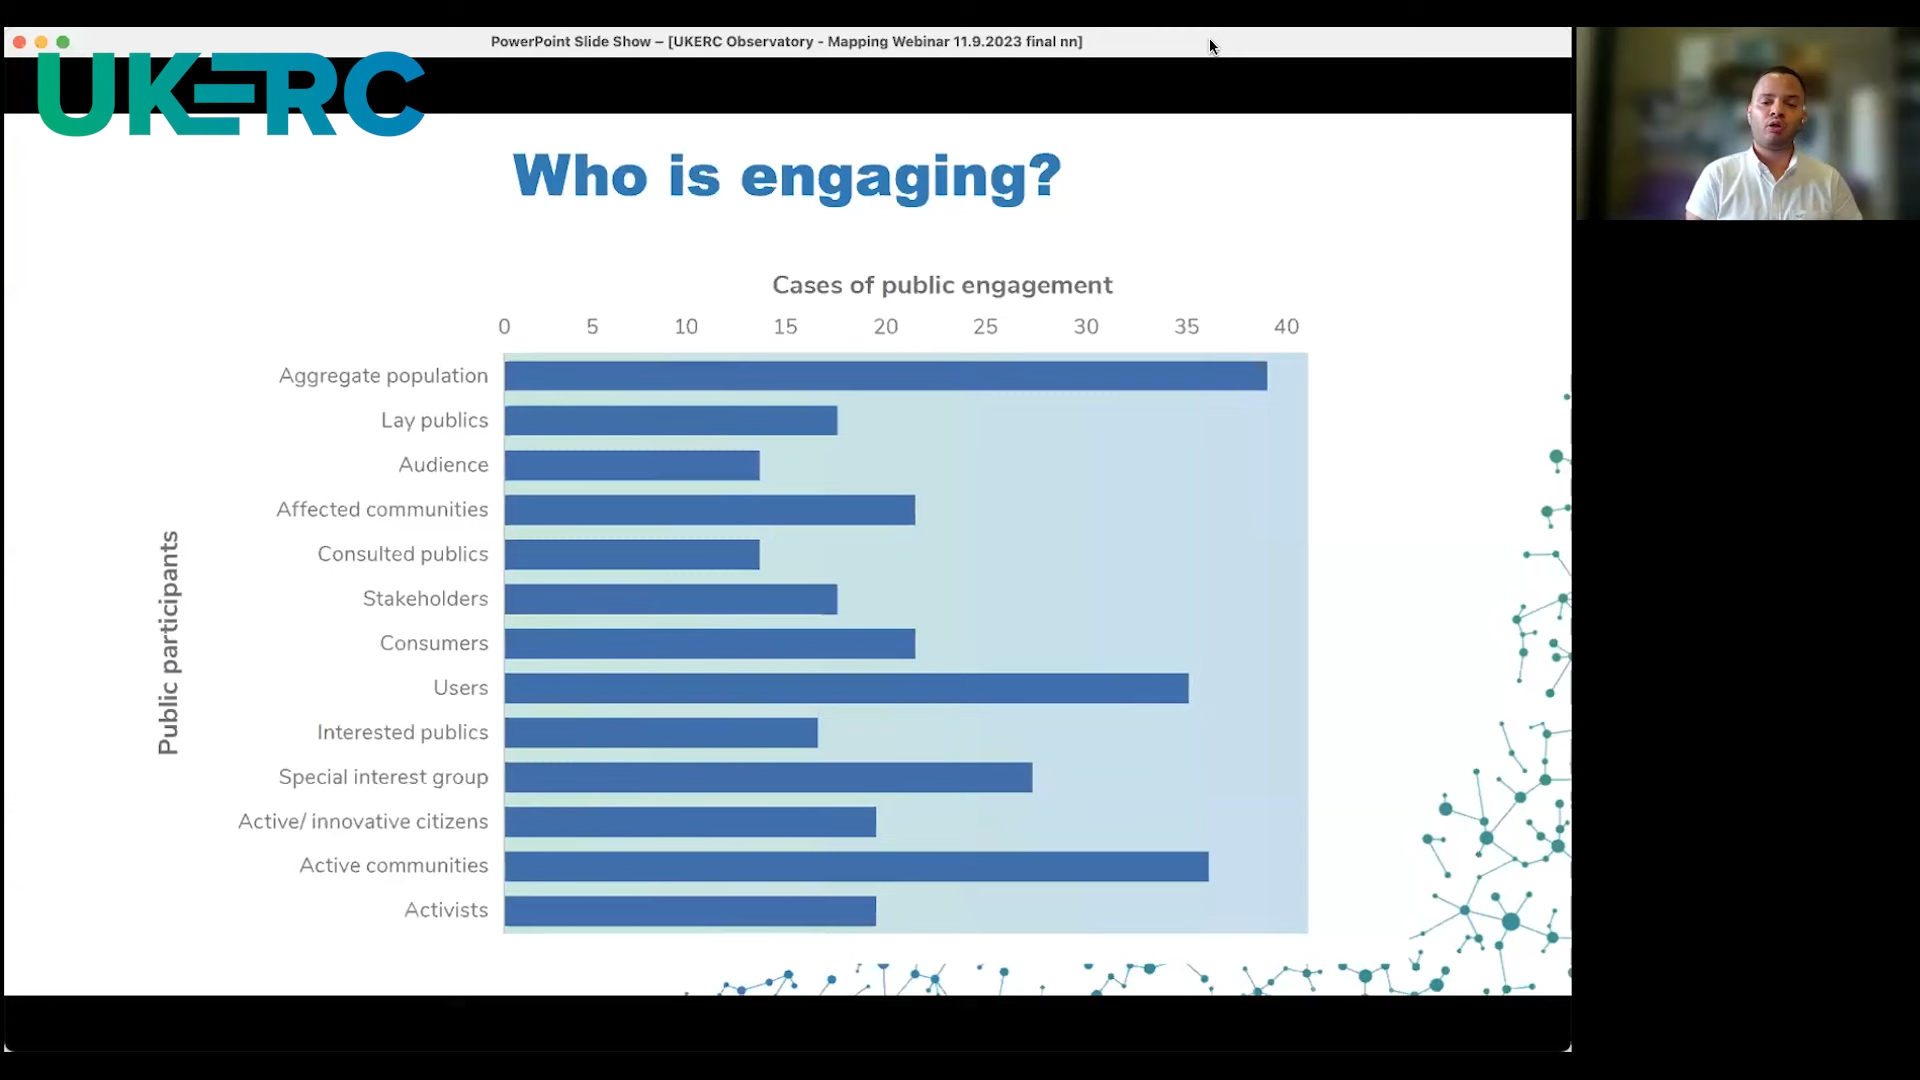 PowerPoint Slide Show – [UKERC Observatory - Mapping Webinar 11.9.2023 final nn]
UKERC
Who is engaging?
Cases of public engagement
0 5 10 15 20 25 30 35 40
Public participants
Aggregate population
Lay publics
Audience
Affected communities
Consulted publics
Stakeholders
Consumers
Users
Interested publics
Special interest group
Active/ innovative citizens
Active communities
Activists